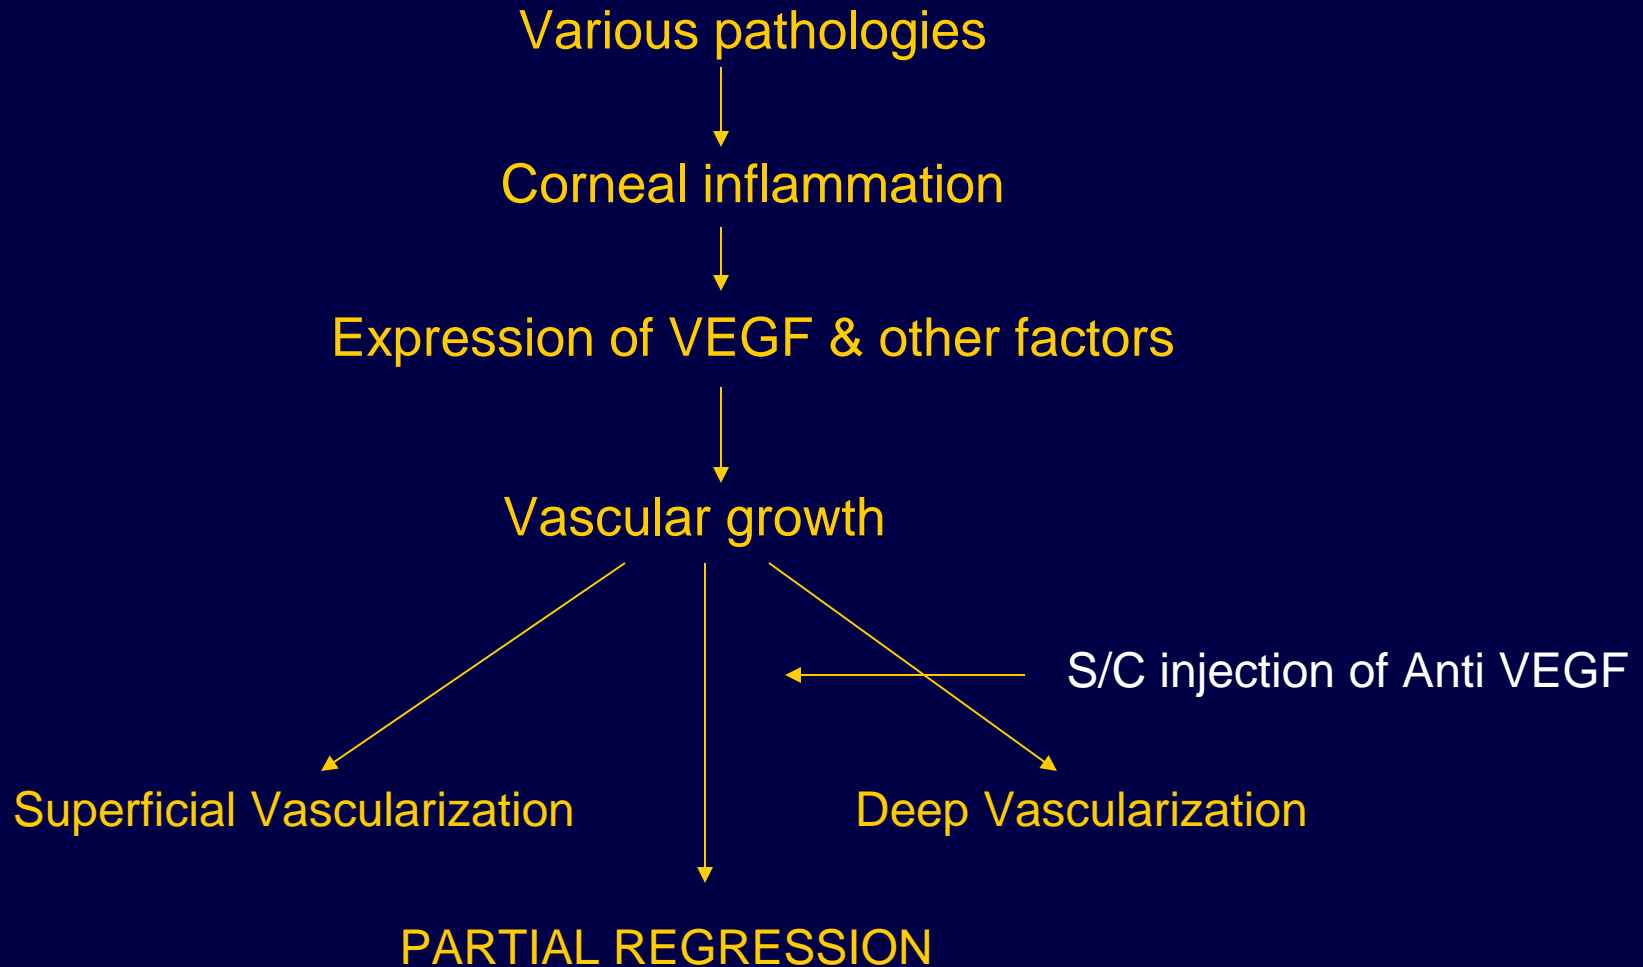 Various pathologies
Corneal inflammation
Expression of VEGF & other factors
Vascular growth
S/C injection of Anti VEGF
Superficial Vascularization
Deep Vascularization
PARTIAL REGRESSION